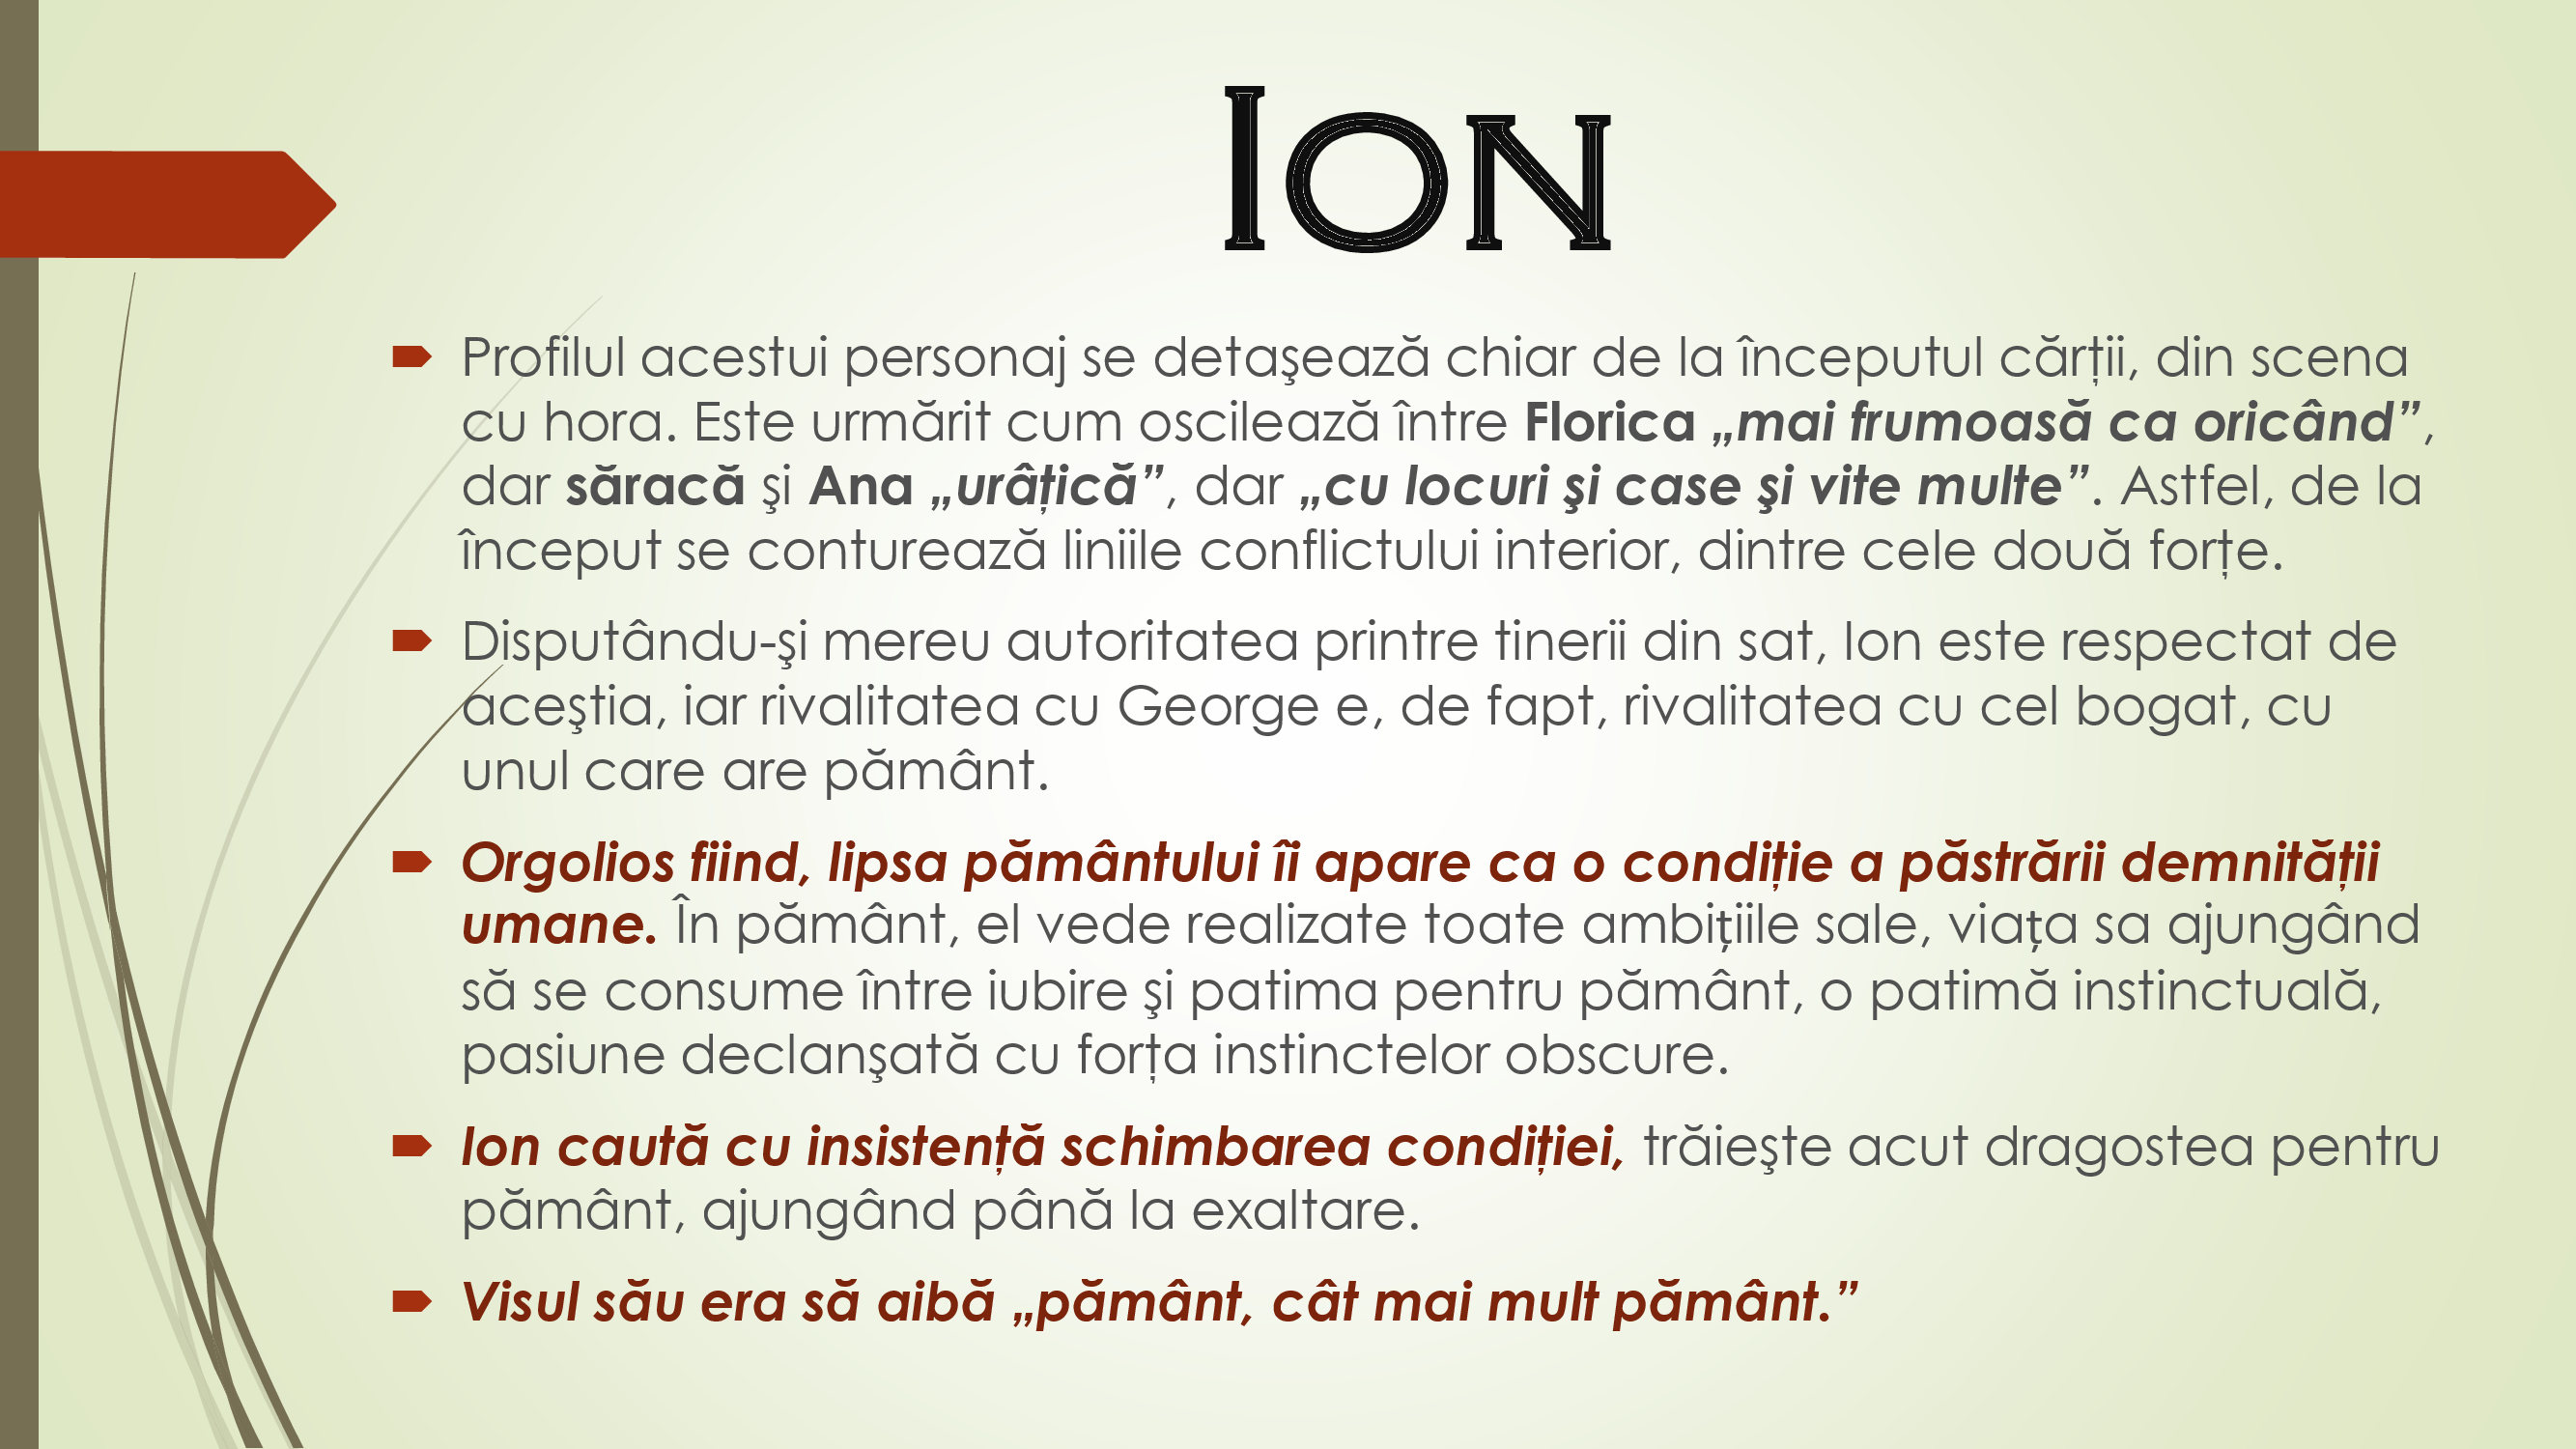 Ion
Profilul acestui personaj se detaşează chiar de la începutul cărții, din scena
cu hora. Este urmărit cum oscilează între Florica „mai frumoasă ca oricând”,
dar săracă şi Ana „urâțică”, dar „cu locuri şi case şi vite multe”. Astfel, de la
început se conturează liniile conflictului interior, dintre cele două forțe.
Disputându-şi mereu autoritatea printre tinerii din sat, Ion este respectat de
aceştia, iar rivalitatea cu George e, de fapt, rivalitatea cu cel bogat, cu
unul care are pământ.
Orgolios fiind, lipsa pământului îi apare ca o condiție a păstrării demnității
umane. În pământ, el vede realizate toate ambițiile sale, viața sa ajungând
să se consume între iubire şi patima pentru pământ, o patimă instinctuală,
pasiune declanşată cu forța instinctelor obscure.
Ion caută cu insistență schimbarea condiției, trăieşte acut dragostea pentru
pământ, ajungând până la exaltare.
Visul său era să aibă „pământ, cât mai mult pământ.”